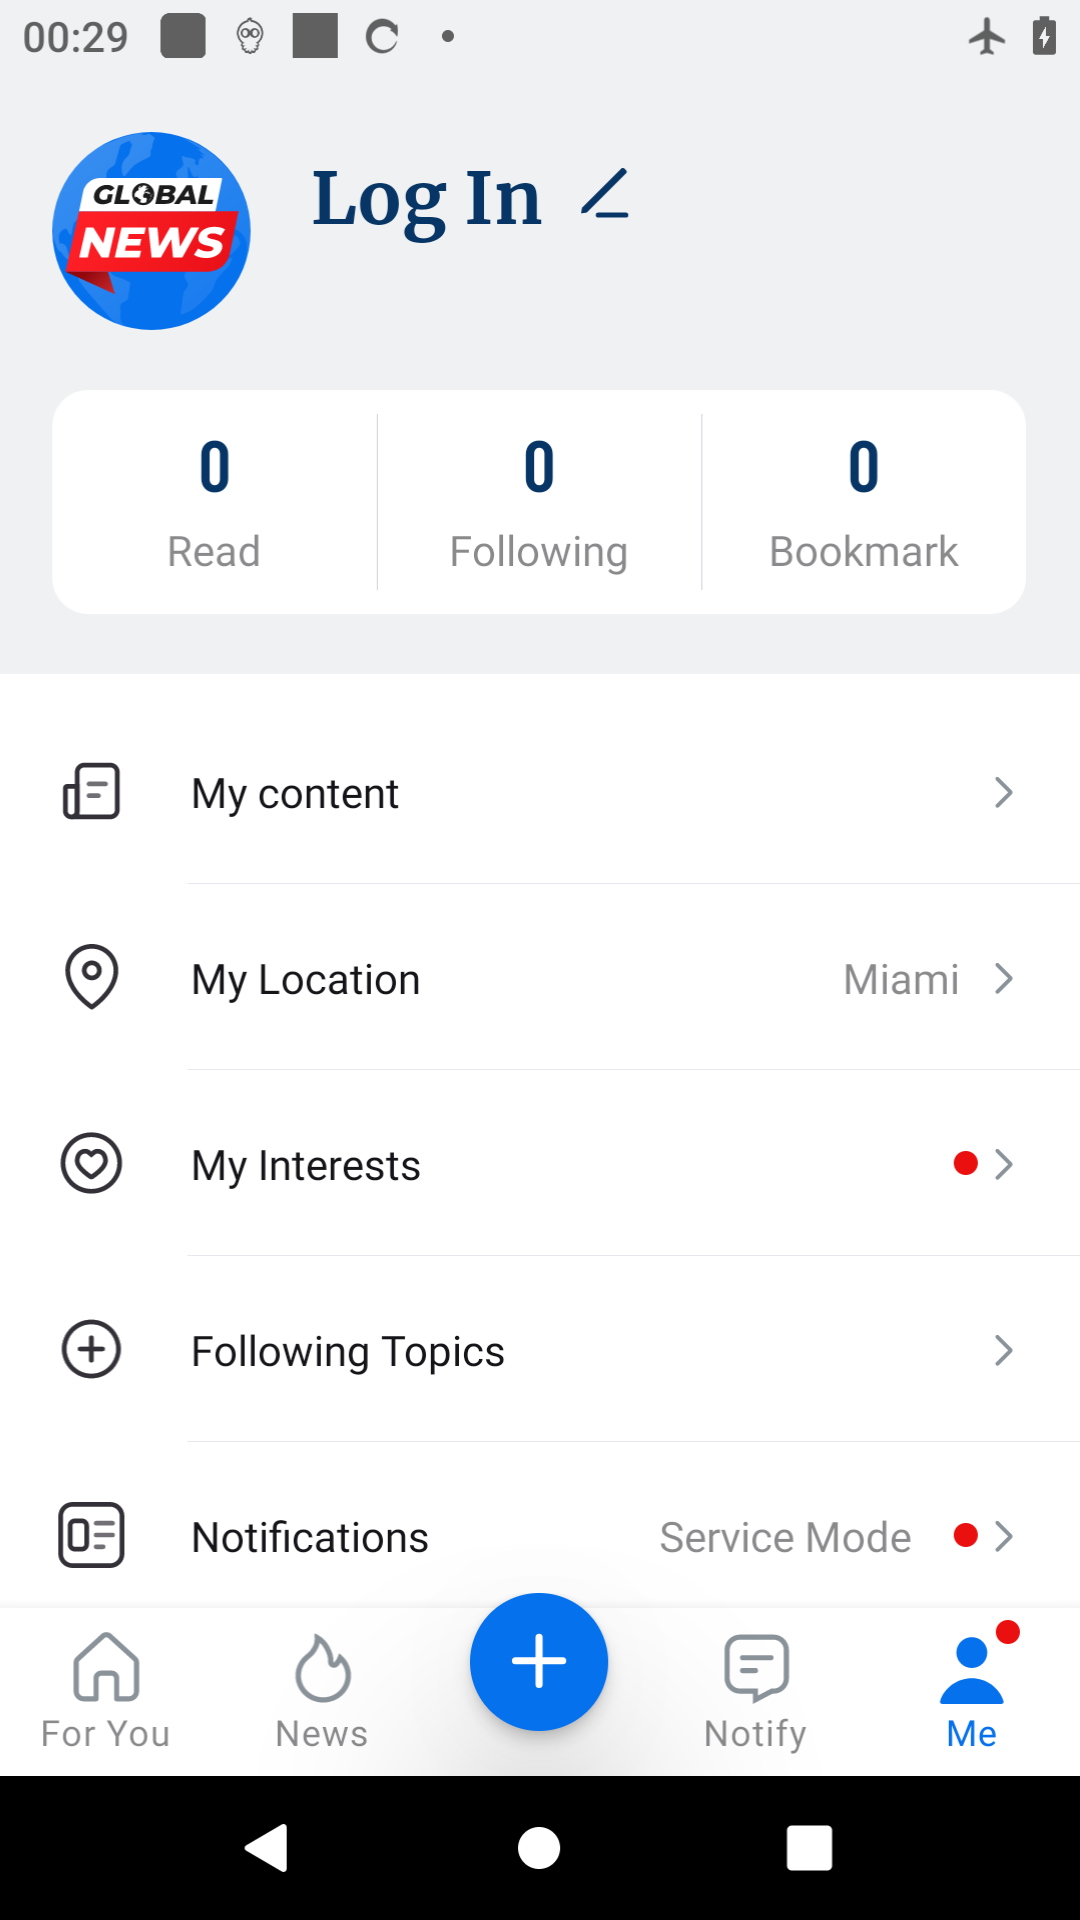 00:29
GLOBAL
NEWS
Log In
0
Read
0
Following
0
Bookmark
My content
My Location
Miami
My Interests
Following Topics
Notifications
Service Mode
For You
News
Notify
Me